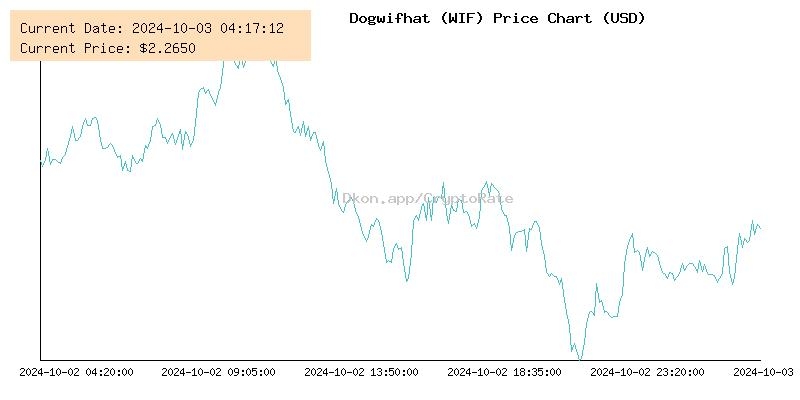 Dogwifhat (WIF) Price Chart (USD)
Current Date: 2024-10-03 04:17:12
Current Price: $2.2650
Dkon.app/CryptoRate
2024-10-02 04:20:00
2024-10-02 09:05:00
2024-10-02 13:50:00
2024-10-02 18:35:00
2024-10-02 23:20:00
2024-10-03